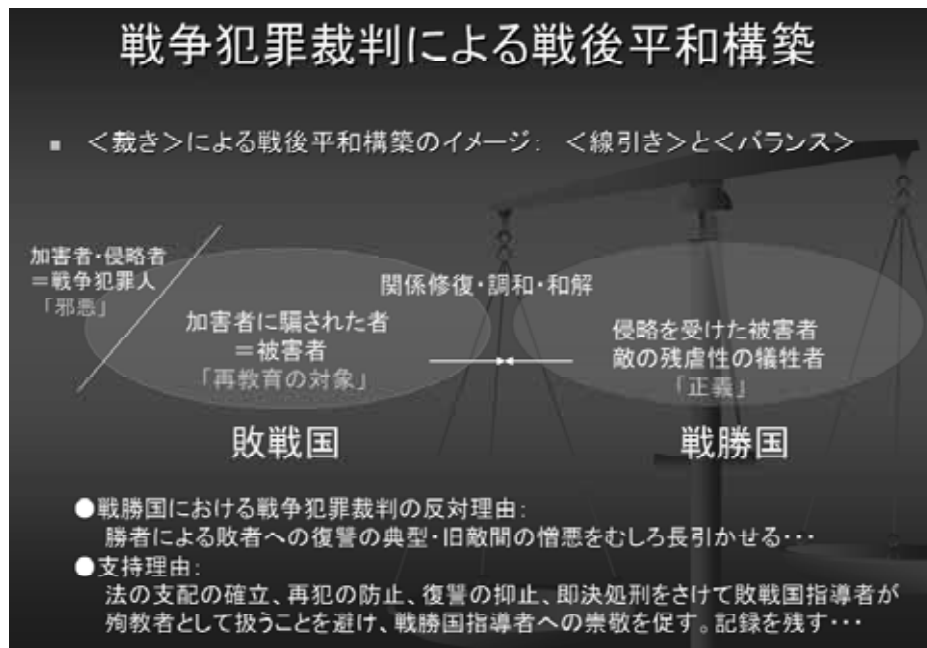 戦争犯罪裁判による戦後平和構築
■ ＜裁き＞による戦後平和構築のイメージ： ＜線引き＞と＜バランス＞
加害者・侵略者
＝戦争犯罪人
「邪悪」
関係修復・調和・和解
加害者に騙された者
＝被害者
「再教育の対象」
侵略を受けた被害者
敵の残虐性の犠牲者
「正義」
敗戦国
戦勝国
●戦勝国における戦争犯罪裁判の反対理由：
勝者による敗者への復讐の典型・旧敵間の憎悪をむしろ長引かせる・・・
●支持理由：
法の支配の確立、再犯の防止、復讐の抑止、即決処刑をさけて敗戦国指導者が
殉教者として扱うことを避け、戦勝国指導者への崇敬を促す。記録を残す・・・